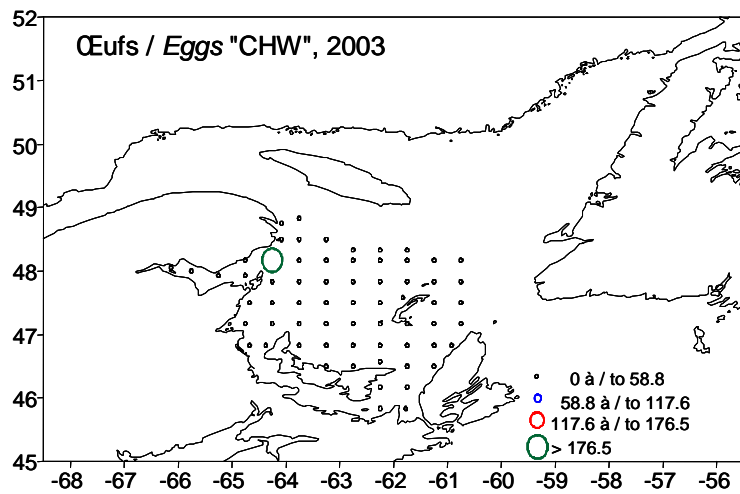 52
Œufs / Eggs "CHW", 2003
51
50
49
48
47
46
45
0 à / to 58.8
58.8 à / to 117.6
117.6 à / to 176.5
> 176.5
-68 -67 -66 -65 -64 -63 -62 -61 -60 -59 -58 -57 -56